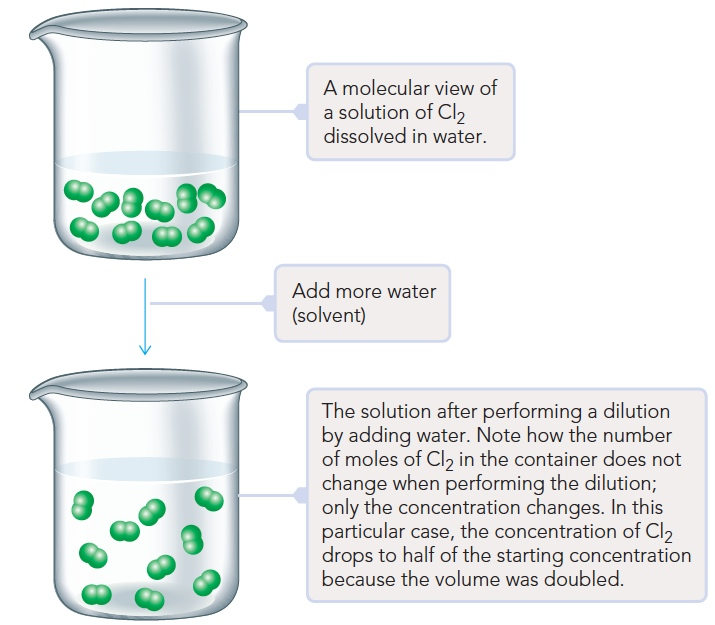 A molecular view of
a solution of Cl₂
dissolved in water.
Add more water
(solvent)
The solution after performing a dilution
by adding water. Note how the number
of moles of Cl₂ in the container does not
change when performing the dilution;
only the concentration changes. In this
particular case, the concentration of Cl₂
drops to half of the starting concentration
because the volume was doubled.